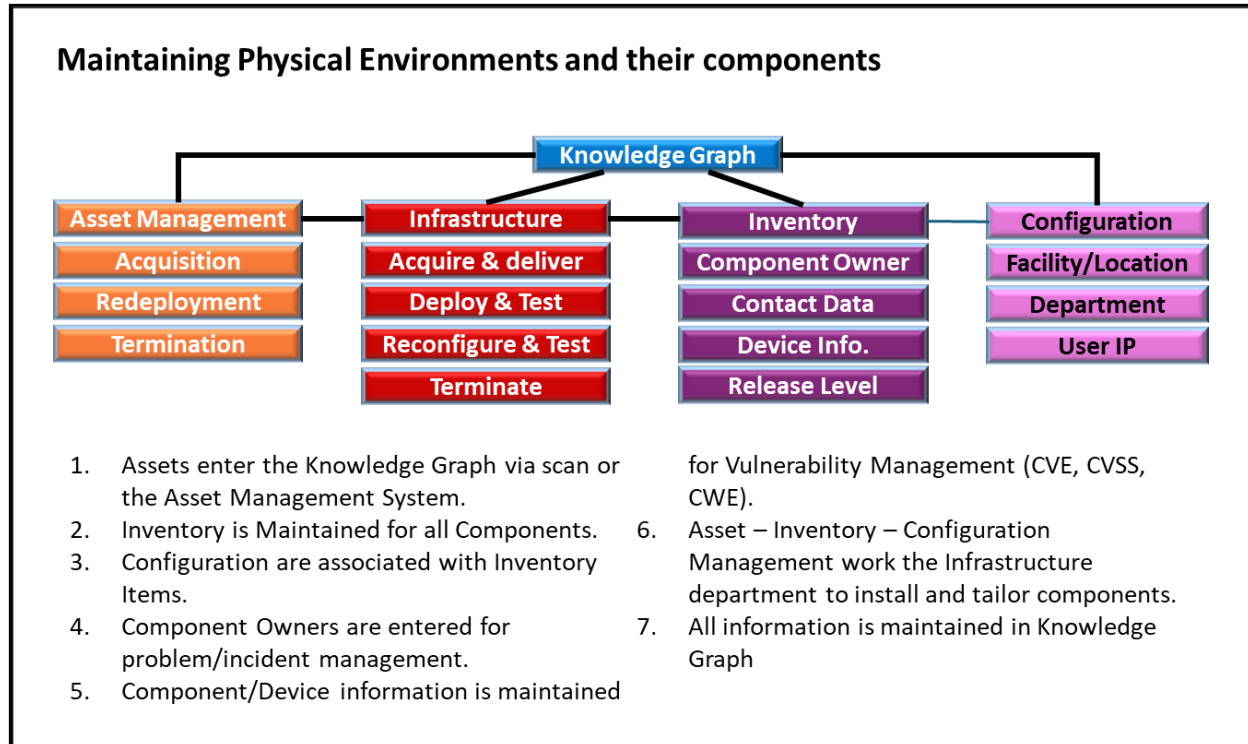 Maintaining Physical Environments and their components
Knowledge Graph
Asset Management
Acquisition
Redeployment
Termination
Infrastructure
Acquire & deliver
Deploy & Test
Reconfigure & Test
Terminate
Inventory
Component Owner
Contact Data
Device Info.
Release Level
Configuration
Facility/Location
Department
User IP
1. Assets enter the Knowledge Graph via scan or
the Asset Management System.
2. Inventory is Maintained for all Components.
3. Configuration are associated with Inventory
Items.
4. Component Owners are entered for
problem/incident management.
5. Component/Device information is maintained
for Vulnerability Management (CVE, CVSS,
CWE).
6. Asset – Inventory – Configuration
Management work the Infrastructure
department to install and tailor components.
7. All information is maintained in Knowledge
Graph